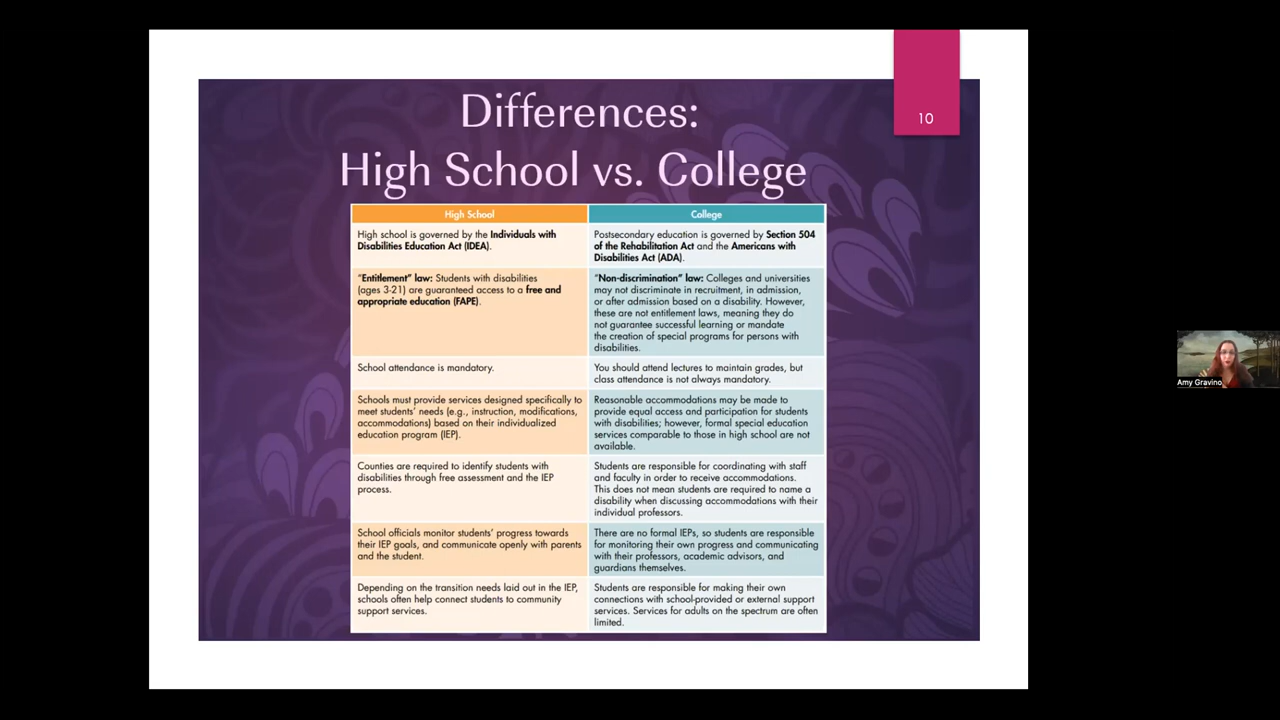 Differences:
High School vs. College
10
High School
College
High school is governed by the Individuals with
Disabilities Education Act (IDEA).
Postsecondary education is governed by Section 504
of the Rehabilitation Act and the Americans with
Disabilities Act (ADA).
"Entitlement" law: Students with disabilities
(ages 3-21) are guaranteed access to a free and
appropriate education (FAPE).
"Non-discrimination" law: Colleges and universities
may not discriminate in recruitment, in admission,
or after admission based on a disability. However,
these are not entitlement laws, meaning they do
not guarantee successful learning or mandate
the creation of special programs for persons with
disabilities.
School attendance is mandatory.
You should attend lectures to maintain grades, but
class attendance is not always mandatory.
Schools must provide services designed specifically to
meet students' needs (e.g., instruction, modifications,
accommodations) based on their individualized
education program (IEP).
Reasonable accommodations may be made to
provide equal access and participation for students
with disabilities; however, formal special education
services comparable to those in high school are not
available.
Counties are required to identify students with
disabilities through free assessment and the IEP
process.
Students are responsible for coordinating with staff
and faculty in order to receive accommodations.
This does not mean students are required to name a
disability when discussing accommodations with their
individual professors.
School officials monitor students' progress towards
their IEP goals, and communicate openly with parents
and the student.
There are no formal IEPs, so students are responsible
for monitoring their own progress and communicating
with their professors, academic advisors, and
guardians themselves.
Depending on the transition needs laid out in the IEP,
schools often help connect students to community
support services.
Students are responsible for making their own
connections with school-provided or external support
services. Services for adults on the spectrum are often
limited.
Amy Gravino